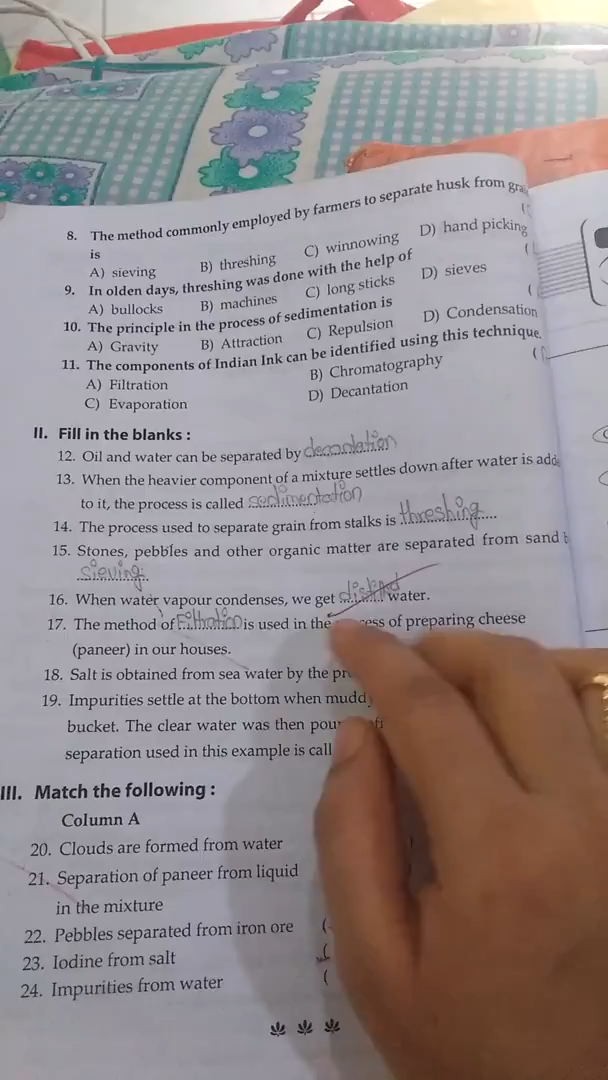 8. The method commonly employed by farmers to separate husk from
is
A) sieving B) threshing C) winnowing D) hand picking
9. In olden days, threshing was done with the help of
A) bullocks B) machines C) long sticks D) sieves
10. The principle in the process of sedimentation is
A) Gravity B) Attraction C) Repulsion D) Condensation
11. The components of Indian Ink can be identified using this technique.
A) Filtration B) Chromatography
C) Evaporation D) Decantation
II. Fill in the blanks :
12. Oil and water can be separated by decantation
13. When the heavier component of a mixture settles down after water is
to it, the process is called sedimentation
14. The process used to separate grain from stalks is threshing
15. Stones, pebbles and other organic matter are separated from sand
sieving
16. When water vapour condenses, we get water.
17. The method of is used in the of preparing cheese
(paneer) in our houses.
18. Salt is obtained from sea water by the
19. Impurities settle at the bottom when
bucket. The clear water was then
separation used in this example is
III. Match the following :
Column A
20. Clouds are formed from water
21. Separation of paneer from liquid
in the mixture
22. Pebbles separated from iron ore (
23. Iodine from salt (
24. Impurities from water (